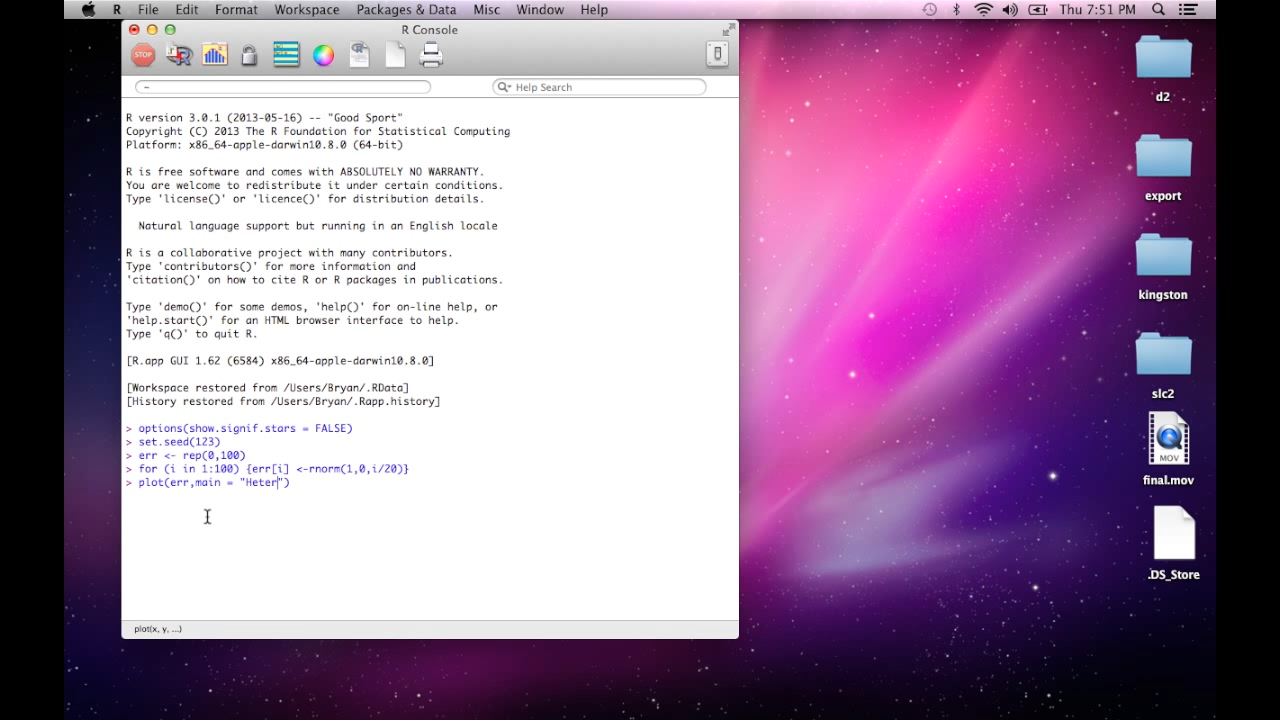 R File Edit Format Workspace Packages & Data Misc Window Help Thu 7:51 PM
R Console
STOP
~
Help Search
R version 3.0.1 (2013-05-16) -- "Good Sport"
Copyright (C) 2013 The R Foundation for Statistical Computing
Platform: x86_64-apple-darwin10.8.0 (64-bit)
R is free software and comes with ABSOLUTELY NO WARRANTY.
You are welcome to redistribute it under certain conditions.
Type 'license()' or 'licence()' for distribution details.
Natural language support but running in an English locale
R is a collaborative project with many contributors.
Type 'contributors()' for more information and
'citation()' on how to cite R or R packages in publications.
Type 'demo()' for some demos, 'help()' for on-line help, or
'help.start()' for an HTML browser interface to help.
Type 'q()' to quit R.
[R.app GUI 1.62 (6584) x86_64-apple-darwin10.8.0]
[Workspace restored from /Users/Bryan/.RData]
[History restored from /Users/Bryan/.Rapp.history]
> options(show.signif.stars = FALSE)
> set.seed(123)
> err <- rep(0,100)
> for (i in 1:100) {err[i] <-rnorm(1,0,i/20)}
> plot(err,main = "Heter")
plot(x, y, ...)
d2
export
kingston
slc2
MOV
final.mov
.DS_Store